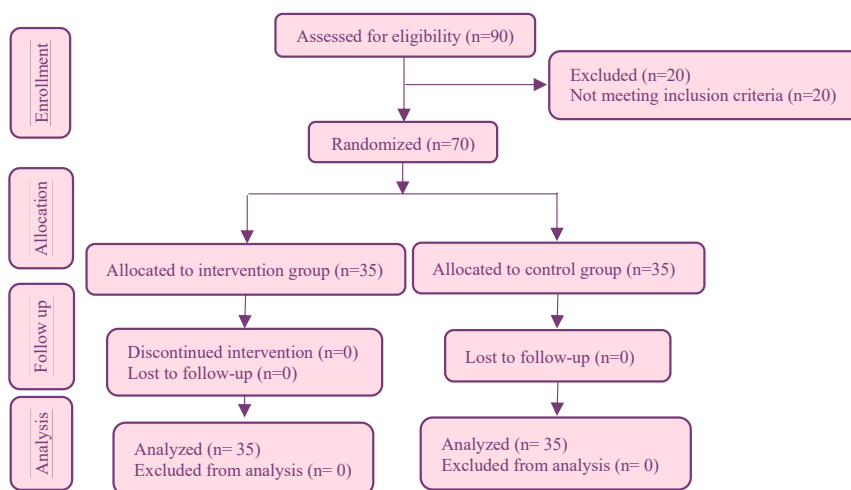 Enrollment
Assessed for eligibility (n=90)
Excluded (n=20)
Not meeting inclusion criteria (n=20)
Randomized (n=70)
Allocation
Allocated to intervention group (n=35)
Allocated to control group (n=35)
Follow up
Discontinued intervention (n=0)
Lost to follow-up (n=0)
Lost to follow-up (n=0)
Analysis
Analyzed (n= 35)
Excluded from analysis (n= 0)
Analyzed (n= 35)
Excluded from analysis (n= 0)